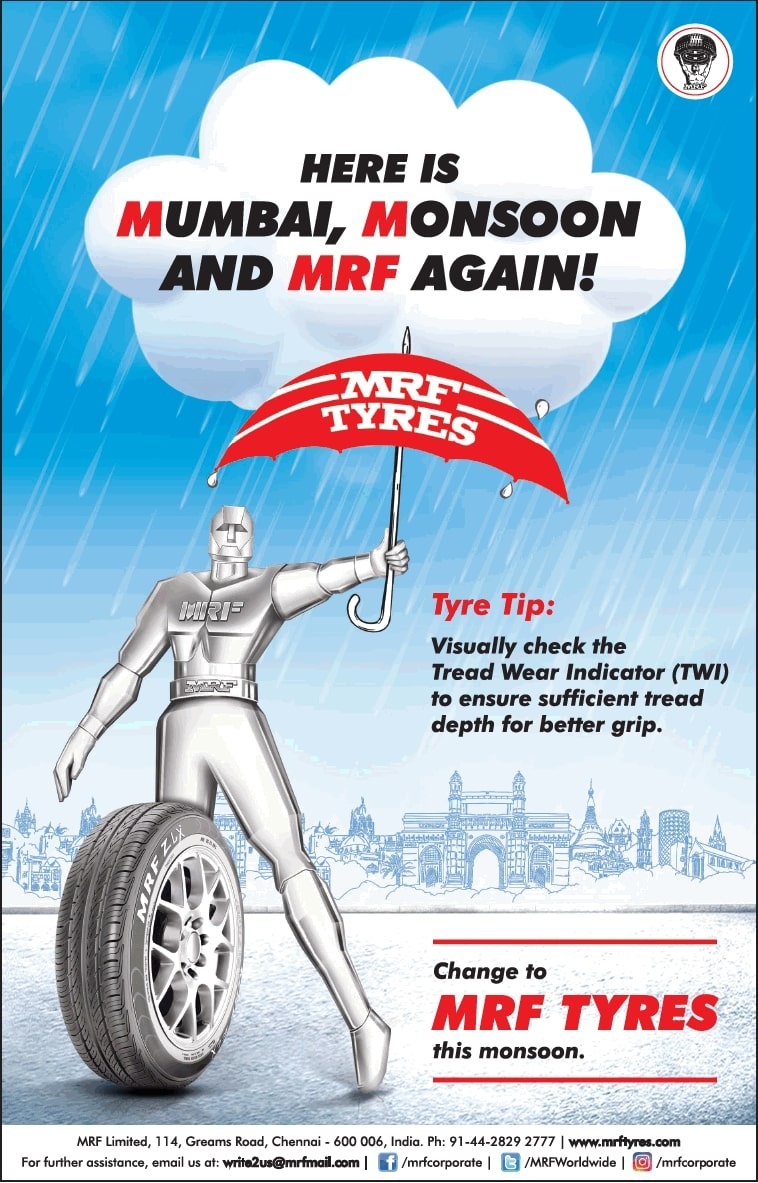 MRF
HERE IS
MUMBAI, MONSOON
AND MRF AGAIN!
MRF
TYRES
MRF
MRF
Tyre Tip:
Visually check the
Tread Wear Indicator (TWI)
to ensure sufficient tread
depth for better grip.
MRF ZLX
Change to
MRF TYRES
this monsoon.
MRF Limited, 114, Greams Road, Chennai - 600 006, India. Ph: 91-44-2829 2777 | www.mrftyres.com
For further assistance, email us at: write2us@mrfmail.com | /mrfcorporate | /MRFWorldwide | /mrfcorporate